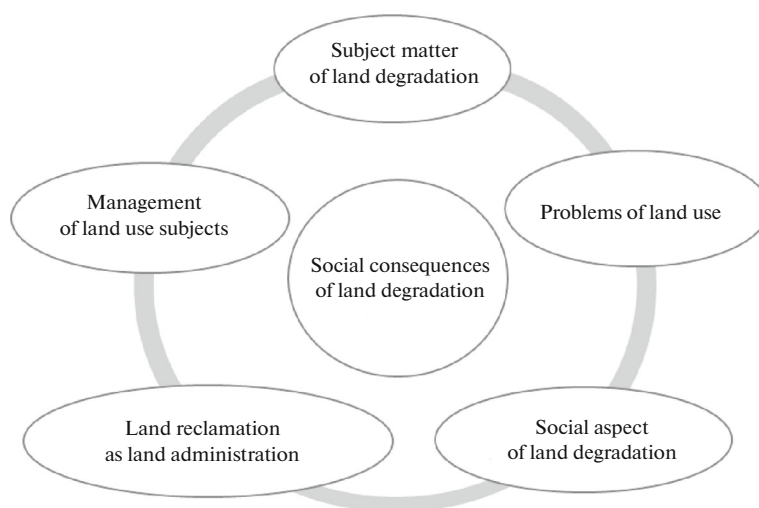 Subject matter
of land degradation
Management
of land use subjects
Problems of land use
Social consequences
of land degradation
Land reclamation
as land administration
Social aspect
of land degradation